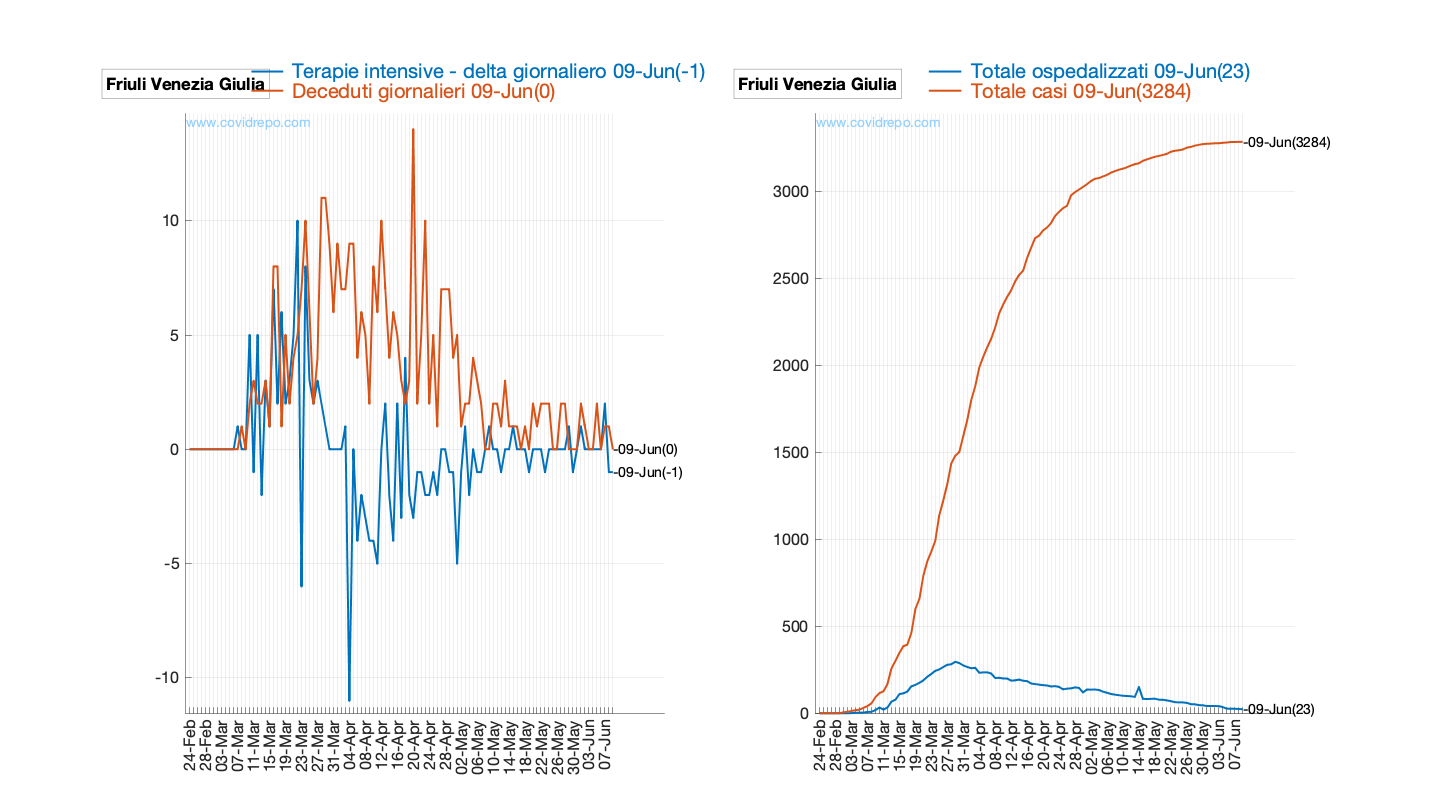 Friuli Venezia Giulia
Terapie intensive - delta giornaliero 09-Jun(-1)
Deceduti giornalieri 09-Jun(0)
www.covidrepo.com
10
5
0
-5
-10
-09-Jun(0)
-09-Jun(-1)
24-Feb
28-Feb
03-Mar
07-Mar
11-Mar
15-Mar
19-Mar
23-Mar
27-Mar
31-Mar
04-Apr
08-Apr
12-Apr
16-Apr
20-Apr
24-Apr
28-Apr
02-May
06-May
10-May
14-May
18-May
22-May
26-May
30-May
03-Jun
07-Jun
Friuli Venezia Giulia
Totale ospedalizzati 09-Jun(23)
Totale casi 09-Jun(3284)
www.covidrepo.com
3000
2500
2000
1500
1000
500
0
-09-Jun(3284)
-09-Jun(23)
24-Feb
28-Feb
03-Mar
07-Mar
11-Mar
15-Mar
19-Mar
23-Mar
27-Mar
31-Mar
04-Apr
08-Apr
12-Apr
16-Apr
20-Apr
24-Apr
28-Apr
02-May
06-May
10-May
14-May
18-May
22-May
26-May
30-May
03-Jun
07-Jun